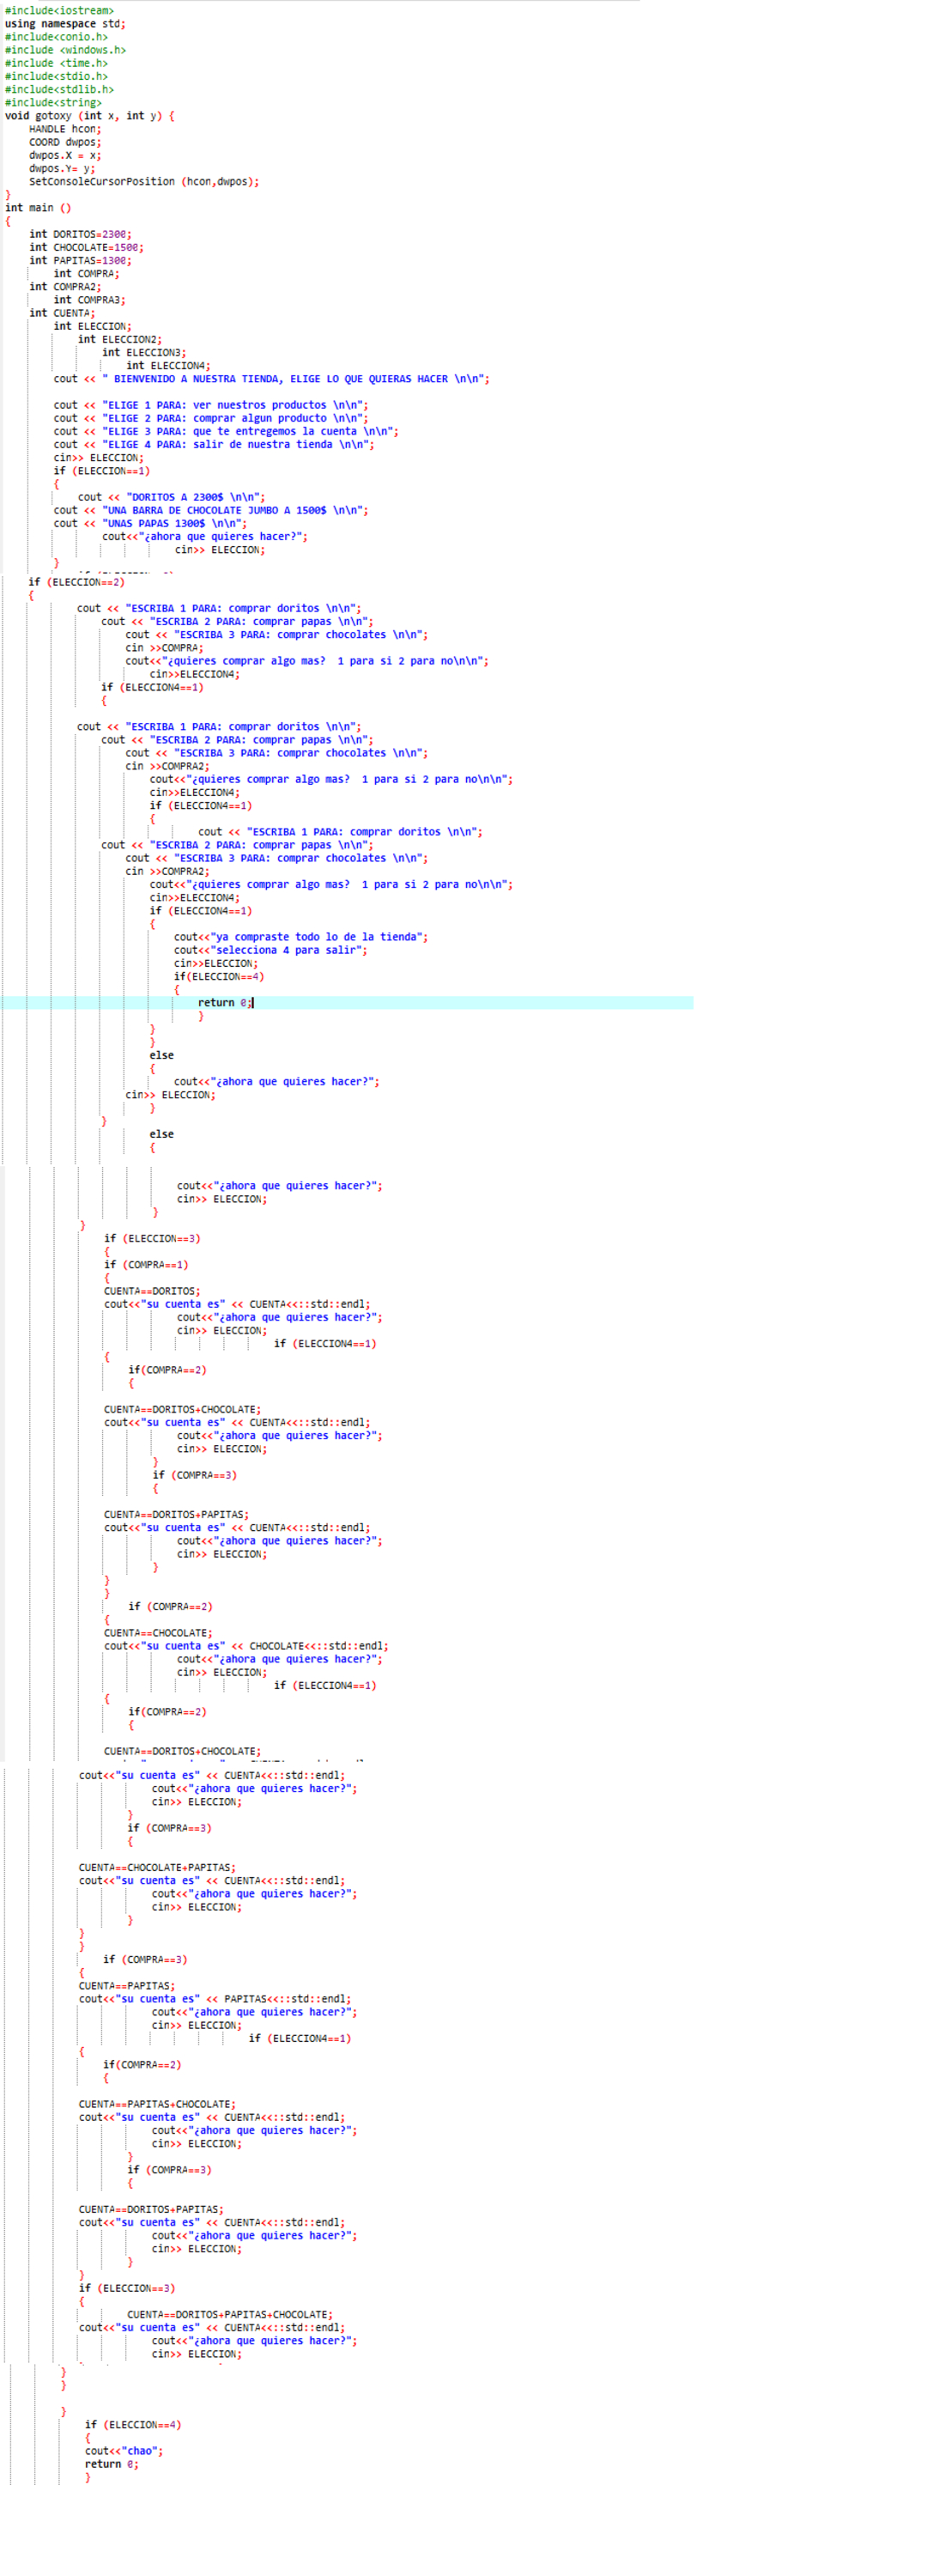 #include<iostream>
using namespace std;
#include<conio.h>
#include <windows.h>
#include <time.h>
#include<stdio.h>
#include<stdlib.h>
#include<string>
void gotoxy (int x, int y) {
HANDLE hcon;
COORD dwpos;
dwpos.X = x;
dwpos.Y= y;
SetConsoleCursorPosition (hcon,dwpos);
}
int main ()
{
int DORITOS=2300;
int CHOCOLATE=1500;
int PAPITAS=1300;
int COMPRA;
int COMPRA2;
int COMPRA3;
int CUENTA;
int ELECCION;
int ELECCION2;
int ELECCION3;
int ELECCION4;
cout << " BIENVENIDO A NUESTRA TIENDA, ELIGE LO QUE QUIERAS HACER \n\n";
cout << "ELIGE 1 PARA: ver nuestros productos \n\n";
cout << "ELIGE 2 PARA: comprar algun producto \n\n";
cout << "ELIGE 3 PARA: que te entregemos la cuenta \n\n";
cout << "ELIGE 4 PARA: salir de nuestra tienda \n\n";
cin>> ELECCION;
if (ELECCION==1)
{
cout << "DORITOS A 2300$ \n\n";
cout << "UNA BARRA DE CHOCOLATE JUMBO A 1500$ \n\n";
cout << "UNAS PAPAS 1300$ \n\n";
cout<<"¿ahora que quieres hacer?";
cin>> ELECCION;
}
if (ELECCION==2)
{
cout << "ESCRIBA 1 PARA: comprar doritos \n\n";
cout << "ESCRIBA 2 PARA: comprar papas \n\n";
cout << "ESCRIBA 3 PARA: comprar chocolates \n\n";
cin >>COMPRA;
cout<<"¿quieres comprar algo mas?  1 para si 2 para no\n\n";
cin>>ELECCION4;
if (ELECCION4==1)
{
cout << "ESCRIBA 1 PARA: comprar doritos \n\n";
cout << "ESCRIBA 2 PARA: comprar papas \n\n";
cout << "ESCRIBA 3 PARA: comprar chocolates \n\n";
cin >>COMPRA2;
cout<<"¿quieres comprar algo mas?  1 para si 2 para no\n\n";
cin>>ELECCION4;
if (ELECCION4==1)
{
cout << "ESCRIBA 1 PARA: comprar doritos \n\n";
cout << "ESCRIBA 2 PARA: comprar papas \n\n";
cout << "ESCRIBA 3 PARA: comprar chocolates \n\n";
cin >>COMPRA2;
cout<<"¿quieres comprar algo mas?  1 para si 2 para no\n\n";
cin>>ELECCION4;
if (ELECCION4==1)
{
cout<<"ya compraste todo lo de la tienda";
cout<<"selecciona 4 para salir";
cin>>ELECCION;
if(ELECCION==4)
{
return 0;
}
}
}
else
{
cout<<"¿ahora que quieres hacer?";
cin>> ELECCION;
}
}
else
{
cout<<"¿ahora que quieres hacer?";
cin>> ELECCION;
}
}
if (ELECCION==3)
{
if (COMPRA==1)
{
CUENTA==DORITOS;
cout<<"su cuenta es" << CUENTA<<::std::endl;
cout<<"¿ahora que quieres hacer?";
cin>> ELECCION;
if (ELECCION4==1)
{
if(COMPRA==2)
{
CUENTA==DORITOS+CHOCOLATE;
cout<<"su cuenta es" << CUENTA<<::std::endl;
cout<<"¿ahora que quieres hacer?";
cin>> ELECCION;
}
if (COMPRA==3)
{
CUENTA==DORITOS+PAPITAS;
cout<<"su cuenta es" << CUENTA<<::std::endl;
cout<<"¿ahora que quieres hacer?";
cin>> ELECCION;
}
}
}
if (COMPRA==2)
{
CUENTA==CHOCOLATE;
cout<<"su cuenta es" << CHOCOLATE<<::std::endl;
cout<<"¿ahora que quieres hacer?";
cin>> ELECCION;
if (ELECCION4==1)
{
if(COMPRA==2)
{
CUENTA==DORITOS+CHOCOLATE;
cout<<"su cuenta es" << CUENTA<<::std::endl;
cout<<"¿ahora que quieres hacer?";
cin>> ELECCION;
}
if (COMPRA==3)
{
CUENTA==CHOCOLATE+PAPITAS;
cout<<"su cuenta es" << CUENTA<<::std::endl;
cout<<"¿ahora que quieres hacer?";
cin>> ELECCION;
}
}
}
if (COMPRA==3)
{
CUENTA==PAPITAS;
cout<<"su cuenta es" << PAPITAS<<::std::endl;
cout<<"¿ahora que quieres hacer?";
cin>> ELECCION;
if (ELECCION4==1)
{
if(COMPRA==2)
{
CUENTA==PAPITAS+CHOCOLATE;
cout<<"su cuenta es" << CUENTA<<::std::endl;
cout<<"¿ahora que quieres hacer?";
cin>> ELECCION;
}
if (COMPRA==3)
{
CUENTA==DORITOS+PAPITAS;
cout<<"su cuenta es" << CUENTA<<::std::endl;
cout<<"¿ahora que quieres hacer?";
cin>> ELECCION;
}
}
if (ELECCION==3)
{
CUENTA==DORITOS+PAPITAS+CHOCOLATE;
cout<<"su cuenta es" << CUENTA<<::std::endl;
cout<<"¿ahora que quieres hacer?";
cin>> ELECCION;
}
}
}
if (ELECCION==4)
{
cout<<"chao";
return 0;
}